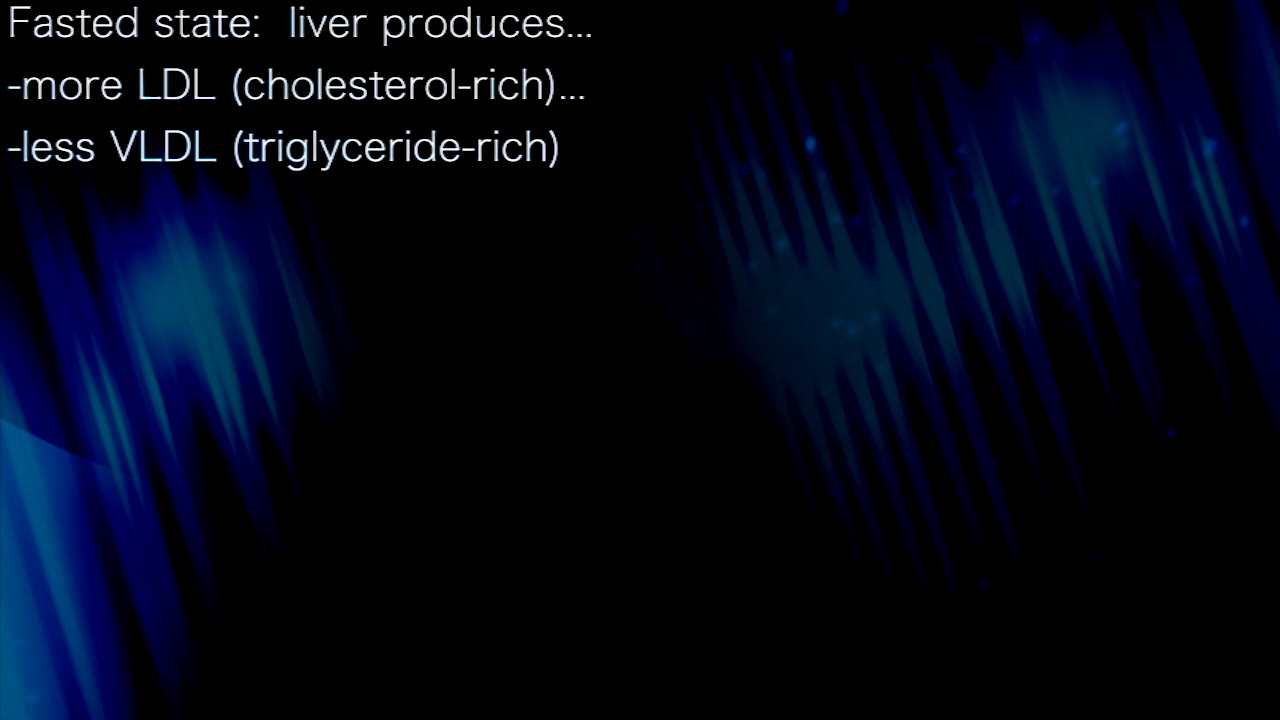 Fasted state:  liver produces...
-more LDL (cholesterol-rich)...
-less VLDL (triglyceride-rich)